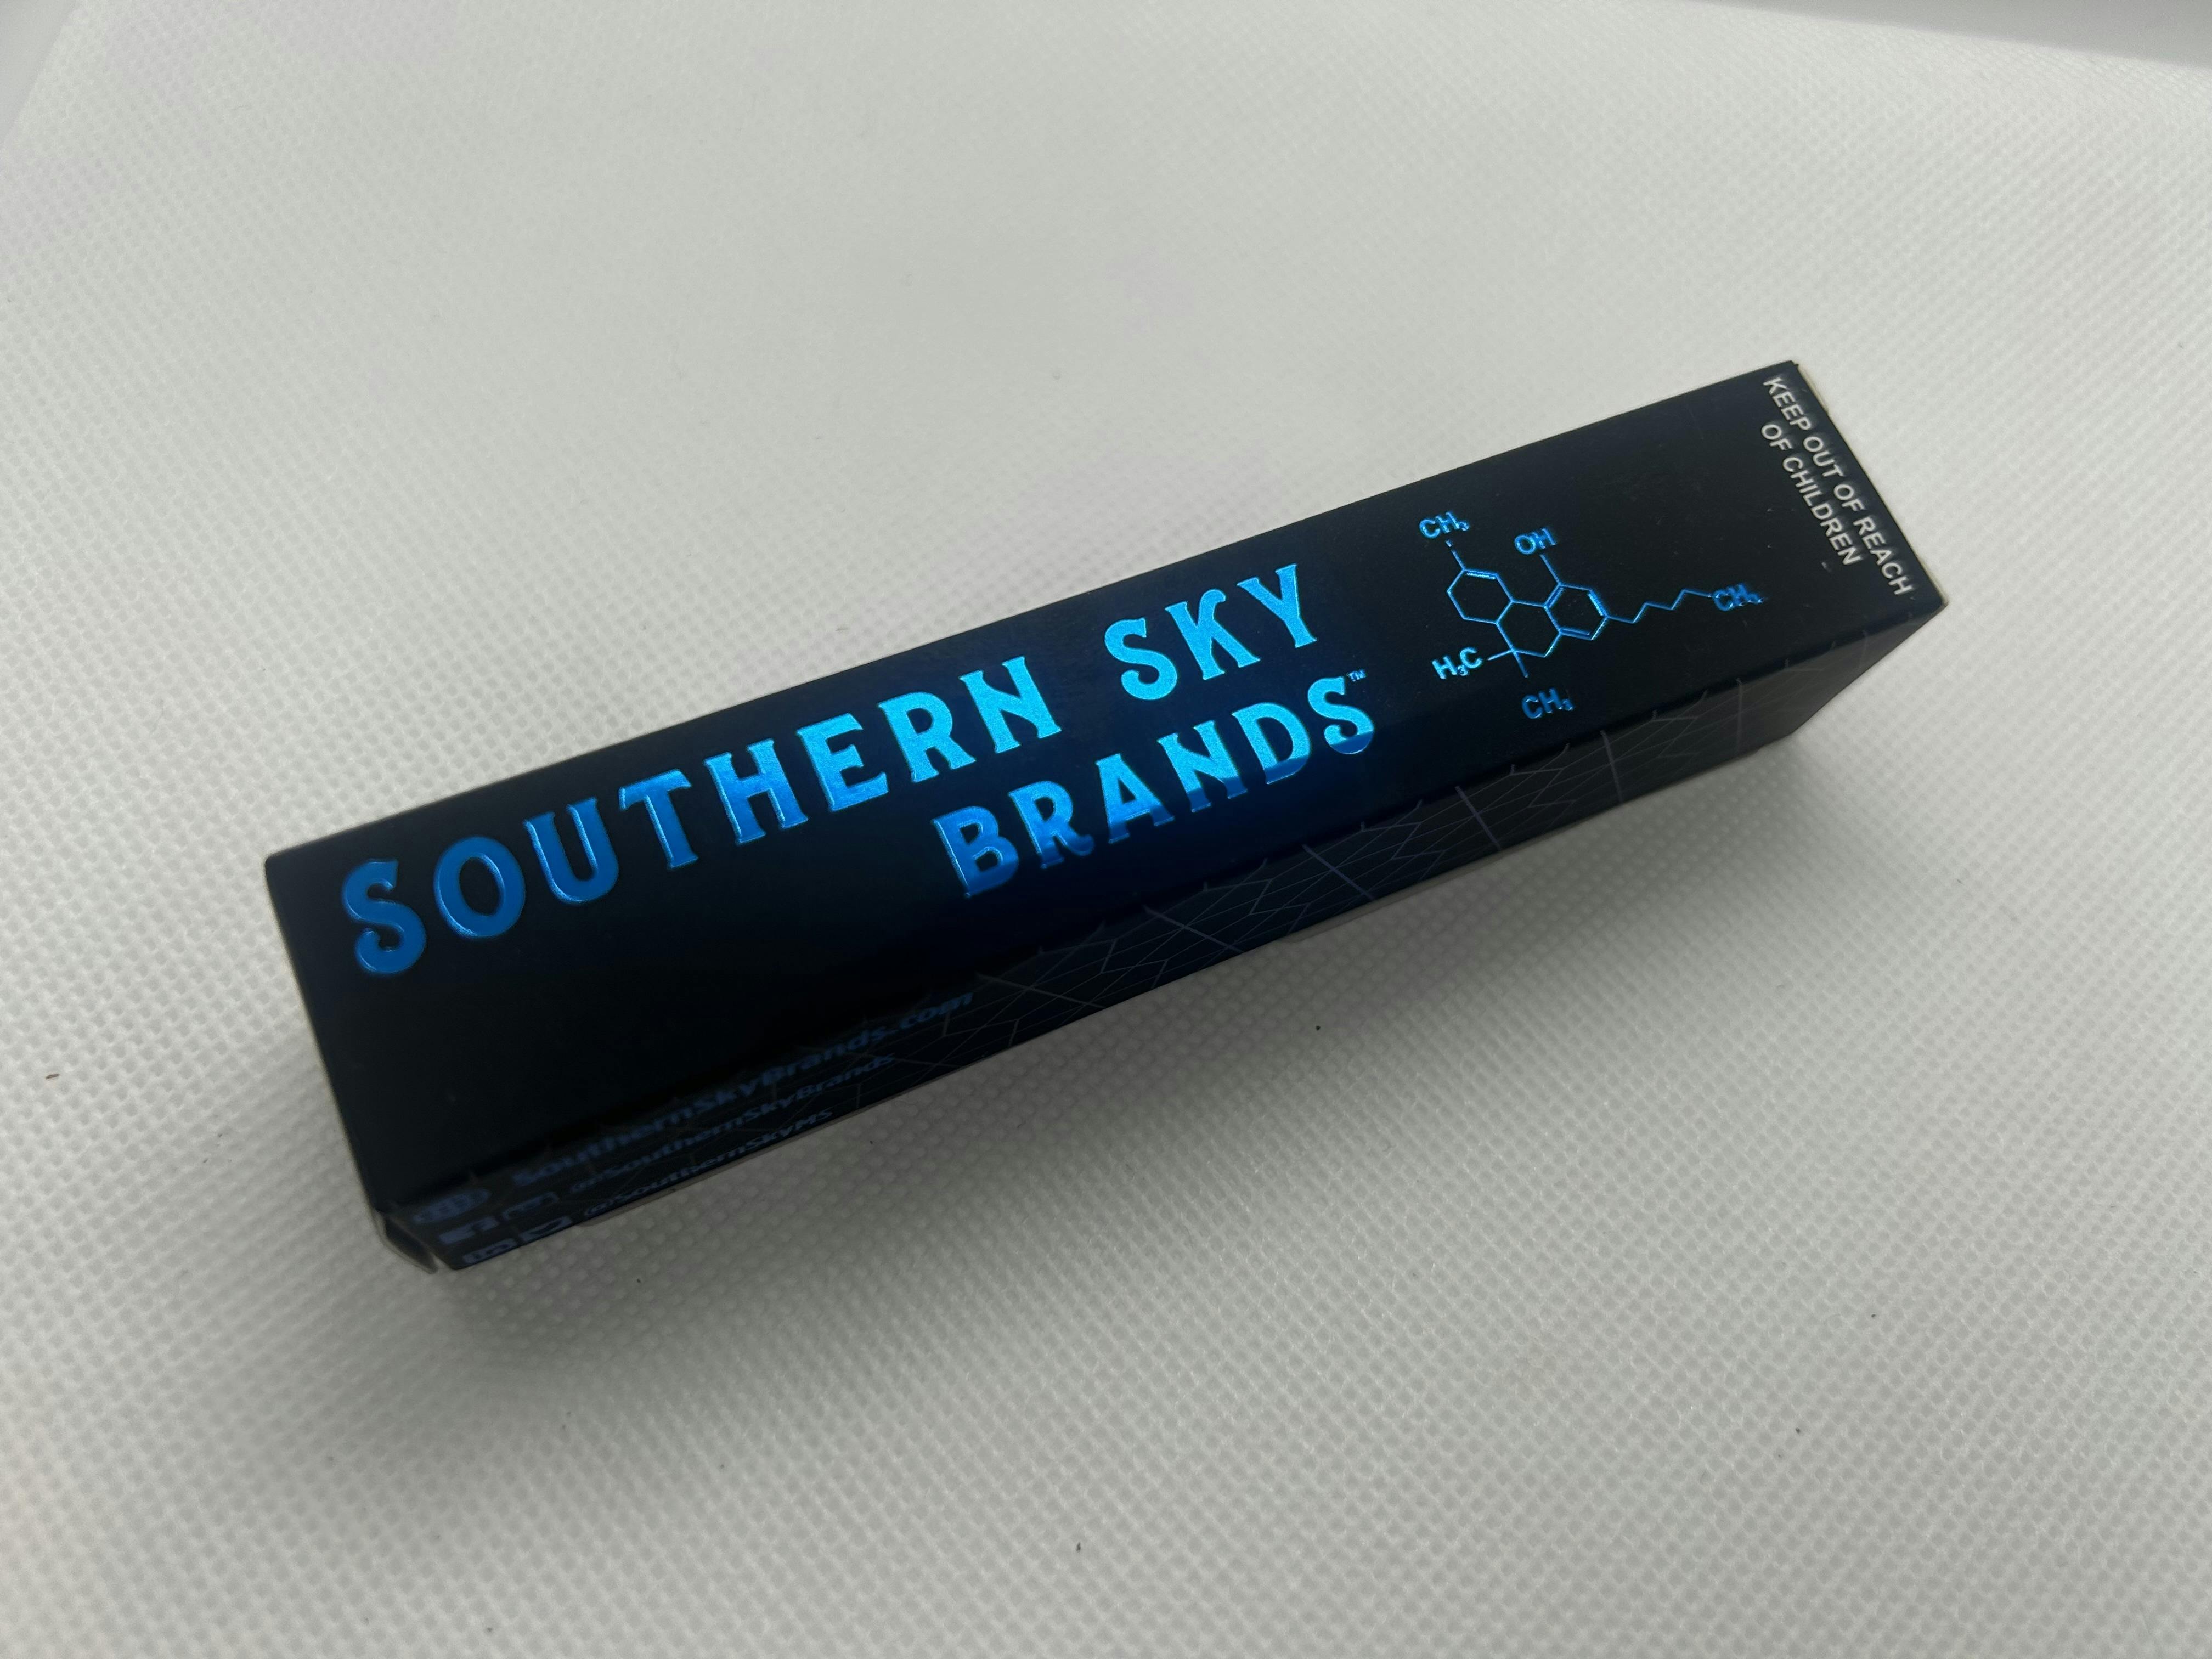 SOUTHERN SKY
BRANDS™
CH₃
OH
CH₃
H₃C
CH₃
KEEP OUT OF REACH
OF CHILDREN
SouthernSkyBrands.com
@SouthernSkyBrands
@SouthernSkyMS